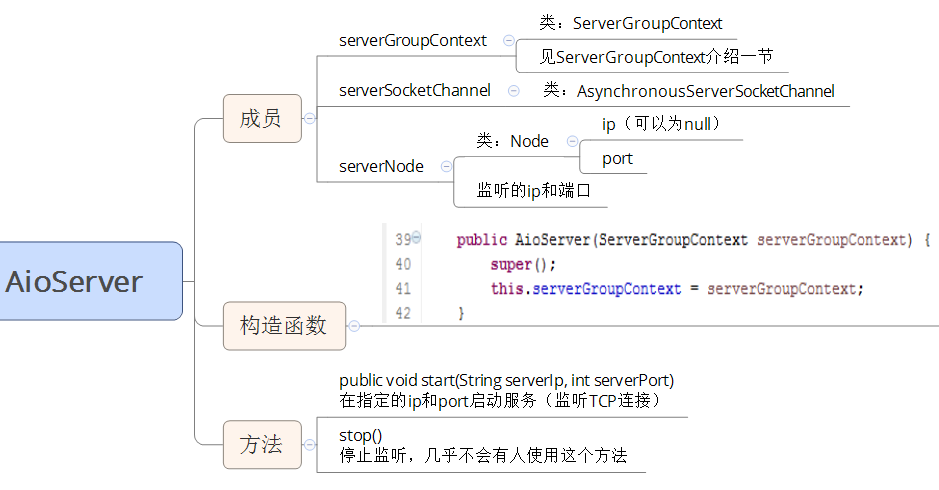 AioServer
成员
serverGroupContext
类：ServerGroupContext
见ServerGroupContext介绍一节
serverSocketChannel
类：AsynchronousServerSocketChannel
serverNode
类：Node
ip（可以为null）
port
监听的ip和端口
构造函数
39 public AioServer(ServerGroupContext serverGroupContext) {
40 super();
41 this.serverGroupContext = serverGroupContext;
42 }
方法
public void start(String serverIp, int serverPort)
在指定的ip和port启动服务（监听TCP连接）
stop()
停止监听，几乎不会有人使用这个方法